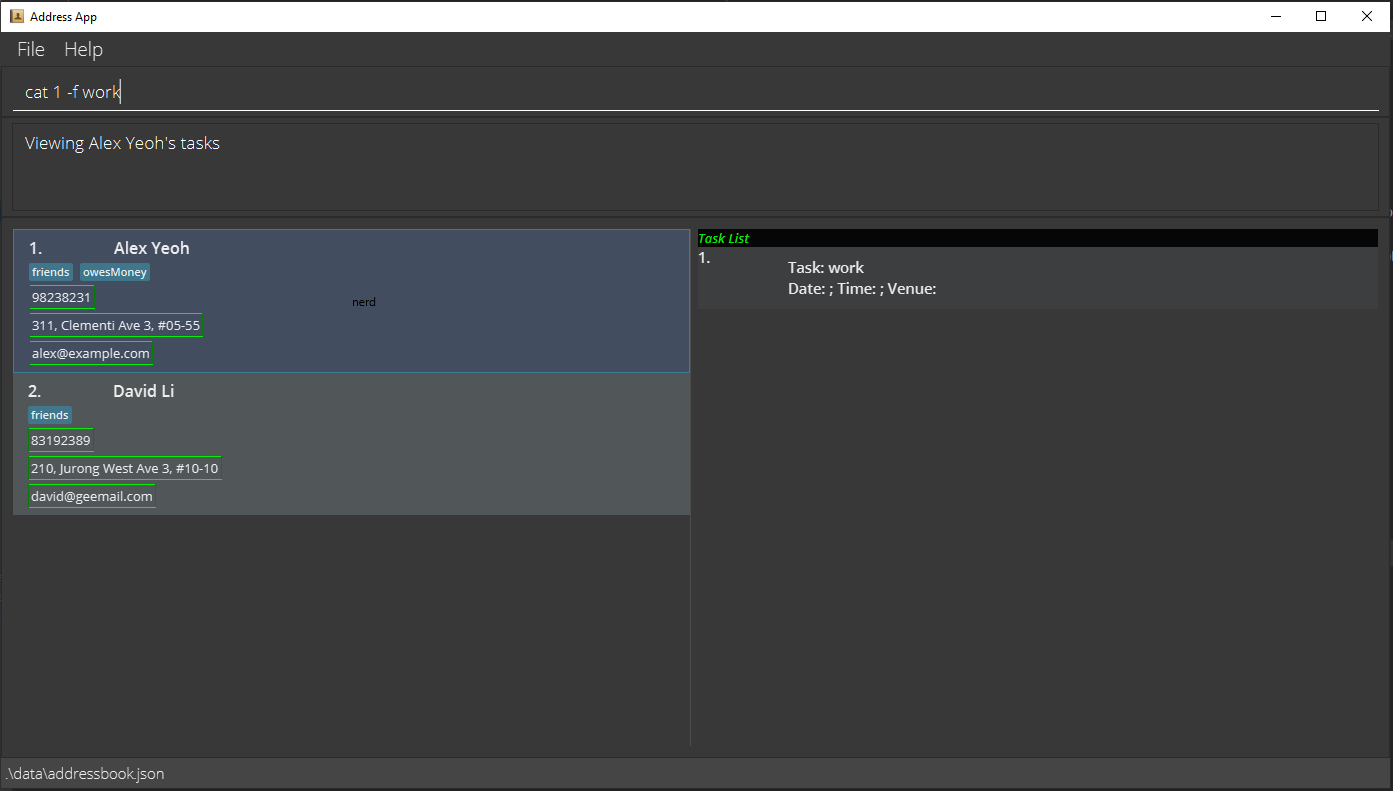 Address App
File Help
cat 1 -f work
Viewing Alex Yeoh's tasks
1. Alex Yeoh
friends owesMoney
98238231
nerd
311, Clementi Ave 3, #05-55
alex@example.com
2. David Li
friends
83192389
210, Jurong West Ave 3, #10-10
david@geemail.com
Task List
1.
Task: work
Date: ; Time: ; Venue:
.\data\addressbook.json